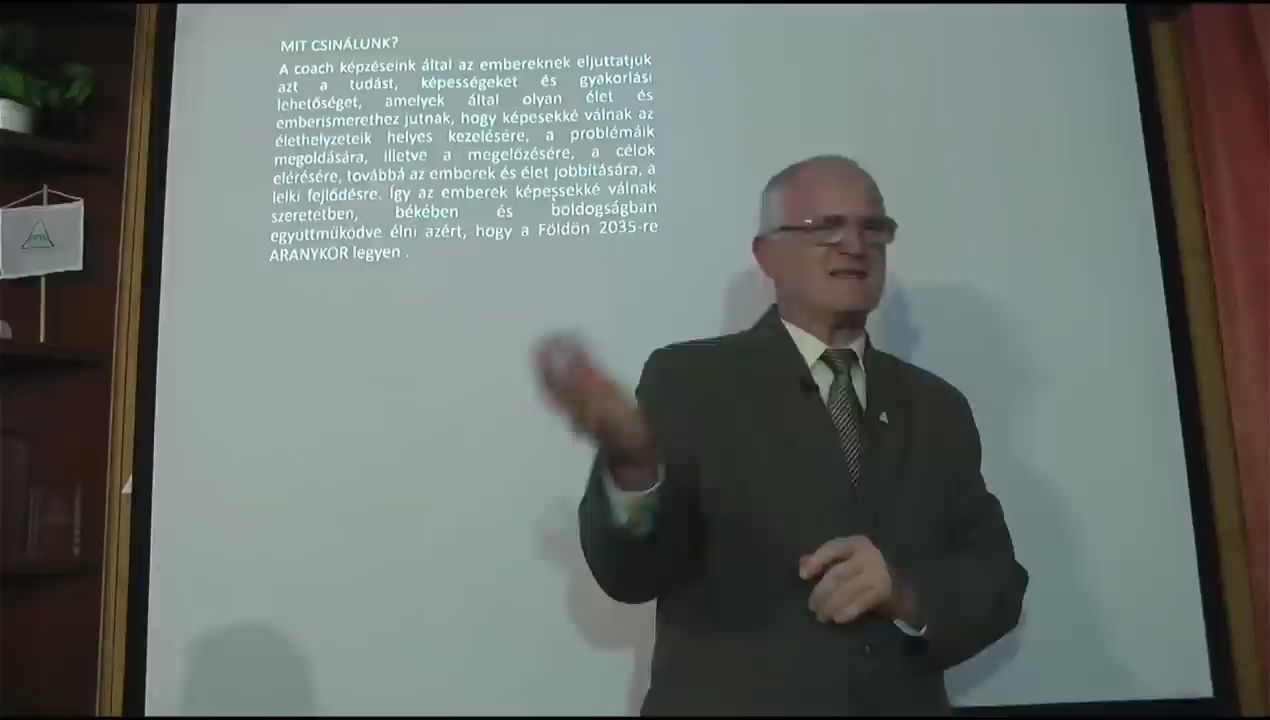 MIT CSINÁLUNK?
A coach képzéseink által az embereknek eljuttatjuk
azt a tudást, képességeket és gyakorlási
lehetőséget, amelyek által olyan élet és
emberismerethez jutnak, hogy képesekké válnak az
élethelyzeteik helyes kezelésére, a problémáik
megoldására, illetve a megelőzésére, a célok
elérésére, továbbá az emberek és élet jobbítására, a
lelki fejlődésre. Így az emberek képessekké válnak
szeretetben, békében és boldogságban
együttműködve élni azért, hogy a Földön 2035-re
ARANYKOR legyen .